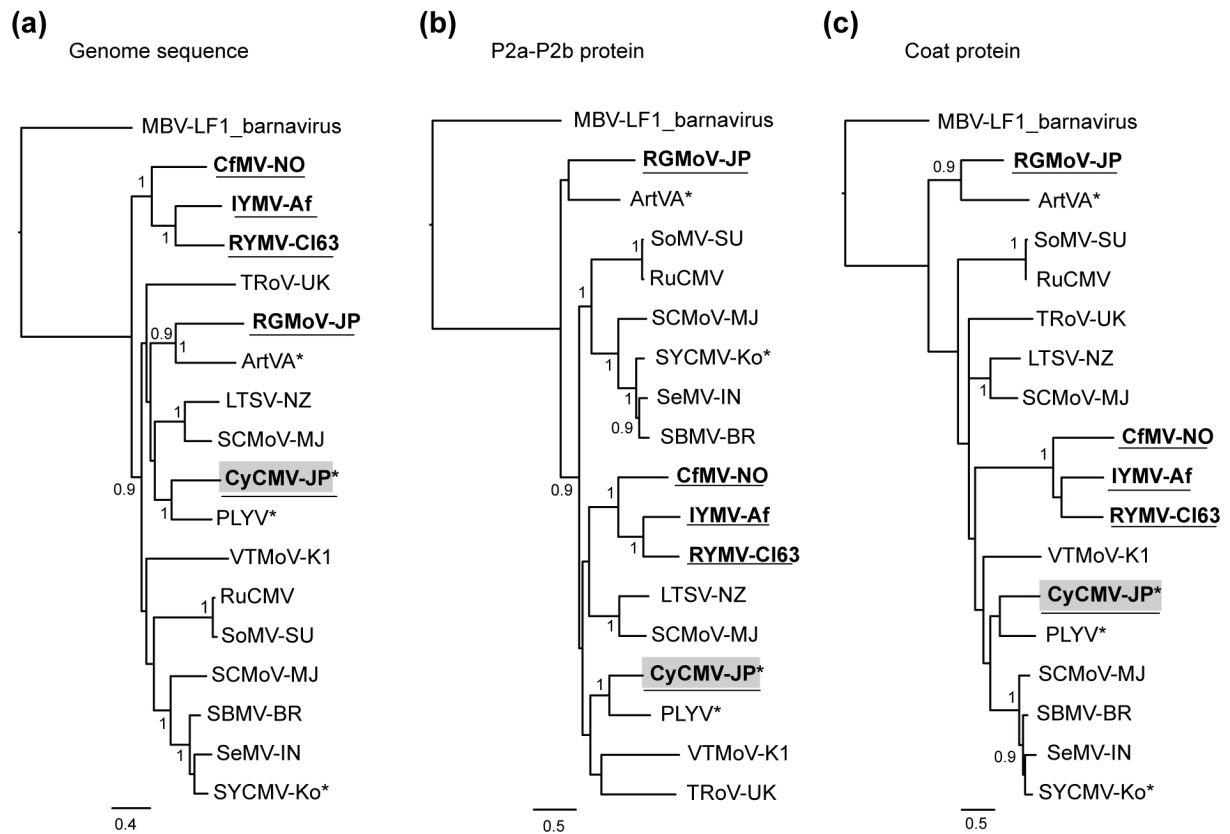 (a)
Genome sequence
MBV-LF1_barnavirus
CfMV-NO
1
IYMV-Af
1
RYMV-CI63
TRoV-UK
RGMoV-JP
0.9
1
ArtVA*
LTSV-NZ
1
SCMoV-MJ
CyCMV-JP*
0.9
1
PLYV*
VTMoV-K1
RuCMV
1
SoMV-SU
SCMoV-MJ
1
SBMV-BR
1
SeMV-IN
SYCMV-Ko*
0.4
(b)
P2a-P2b protein
MBV-LF1_barnavirus
RGMoV-JP
ArtVA*
SoMV-SU
1
RuCMV
1
SCMoV-MJ
1
SYCMV-Ko*
1
SeMV-IN
0.9
SBMV-BR
0.9
CfMV-NO
1
IYMV-Af
1
RYMV-CI63
LTSV-NZ
1
SCMoV-MJ
CyCMV-JP*
1
PLYV*
VTMoV-K1
TRoV-UK
0.5
(c)
Coat protein
MBV-LF1_barnavirus
RGMoV-JP
0.9
ArtVA*
SoMV-SU
1
RuCMV
TRoV-UK
LTSV-NZ
1
SCMoV-MJ
CfMV-NO
1
IYMV-Af
RYMV-CI63
VTMoV-K1
CyCMV-JP*
PLYV*
SCMoV-MJ
1
SBMV-BR
SeMV-IN
0.9
SYCMV-Ko*
0.5